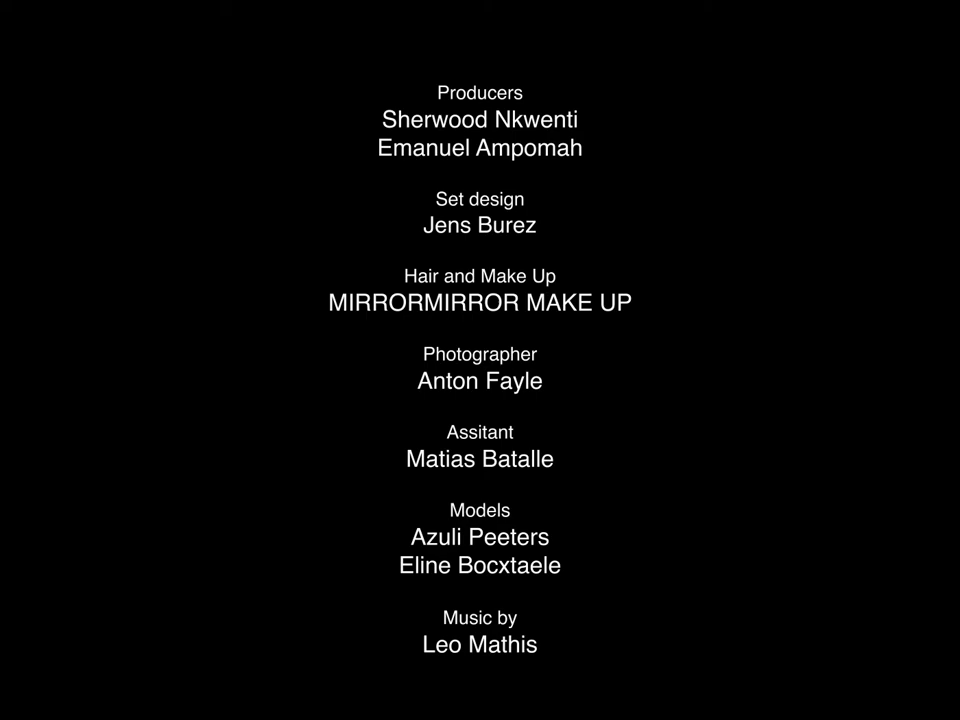 Producers
Sherwood Nkwenti
Emanuel Ampomah
Set design
Jens Burez
Hair and Make Up
MIRRORMIRROR MAKE UP
Photographer
Anton Fayle
Assitant
Matias Batalle
Models
Azuli Peeters
Eline Bocxtaele
Music by
Leo Mathis